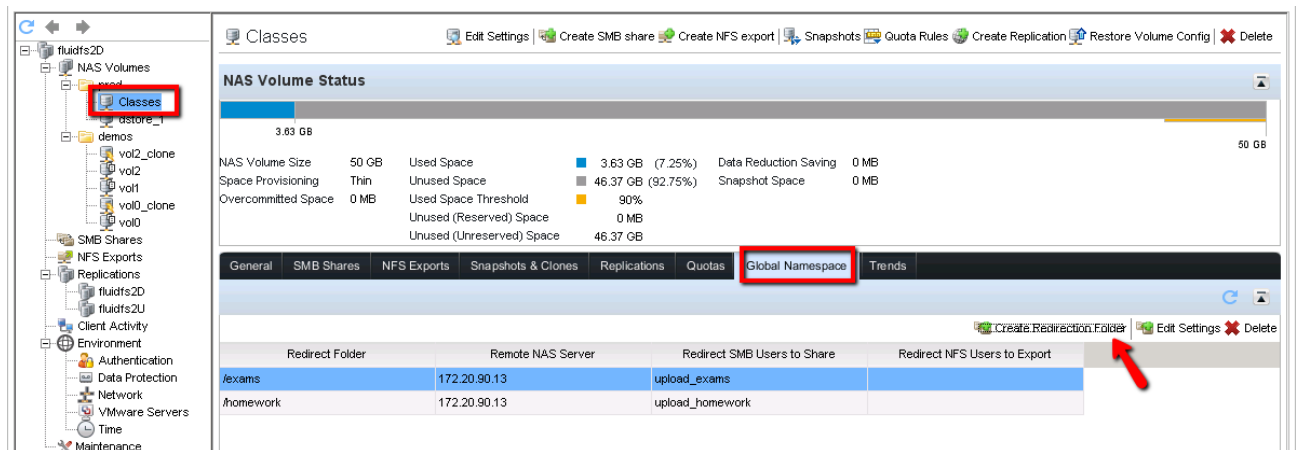 fluidfs2D
NAS Volumes
prod
Classes
dstore_1
demos
vol2_clone
vol2
vol1
vol0_clone
vol0
SMB Shares
NFS Exports
Replications
fluidfs2D
fluidfs2U
Client Activity
Environment
Authentication
Data Protection
Network
VMware Servers
Time
Maintenance
Classes
Edit Settings Create SMB share Create NFS export Snapshots Quota Rules Create Replication Restore Volume Config Delete
NAS Volume Status
3.63 GB
50 GB
NAS Volume Size 50 GB Used Space 3.63 GB (7.25%) Data Reduction Saving 0 MB
Space Provisioning Thin Unused Space 46.37 GB (92.75%) Snapshot Space 0 MB
Overcommitted Space 0 MB Used Space Threshold 90%
Unused (Reserved) Space 0 MB
Unused (Unreserved) Space 46.37 GB
General SMB Shares NFS Exports Snapshots & Clones Replications Quotas Global Namespace Trends
Create Redirection Folder Edit Settings Delete
Redirect Folder Remote NAS Server Redirect SMB Users to Share Redirect NFS Users to Export
/exams 172.20.90.13 upload_exams
/homework 172.20.90.13 upload_homework